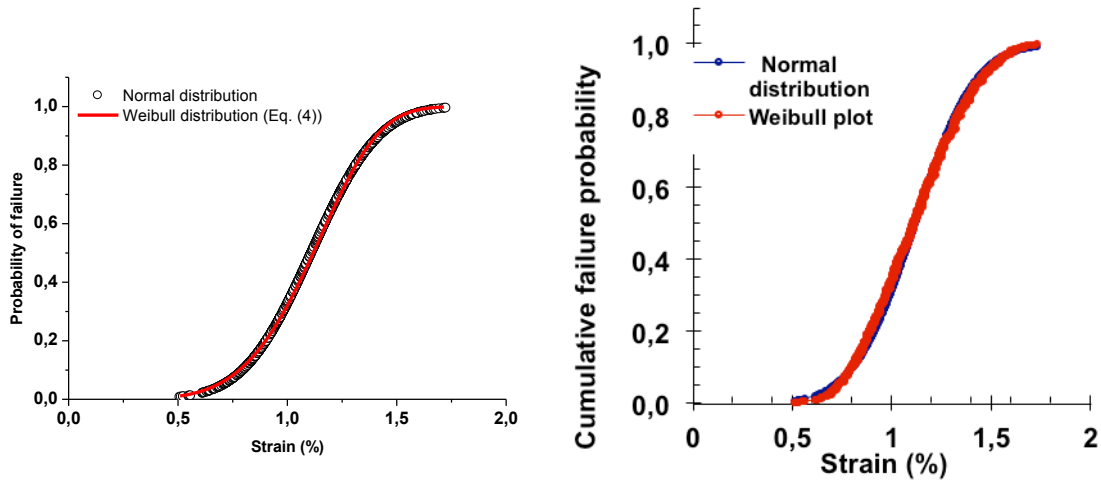 Normal distribution
Weibull distribution (Eq. (4))
Probability of failure
1,0
0,8
0,6
0,4
0,2
0,0
0,0
0,5
1,0
1,5
2,0
Strain (%)
Cumulative failure probability
Normal
distribution
Weibull plot
1,0
0,8
0,6
0,4
0,2
0,0
0
0,5
1
1,5
2
Strain (%)